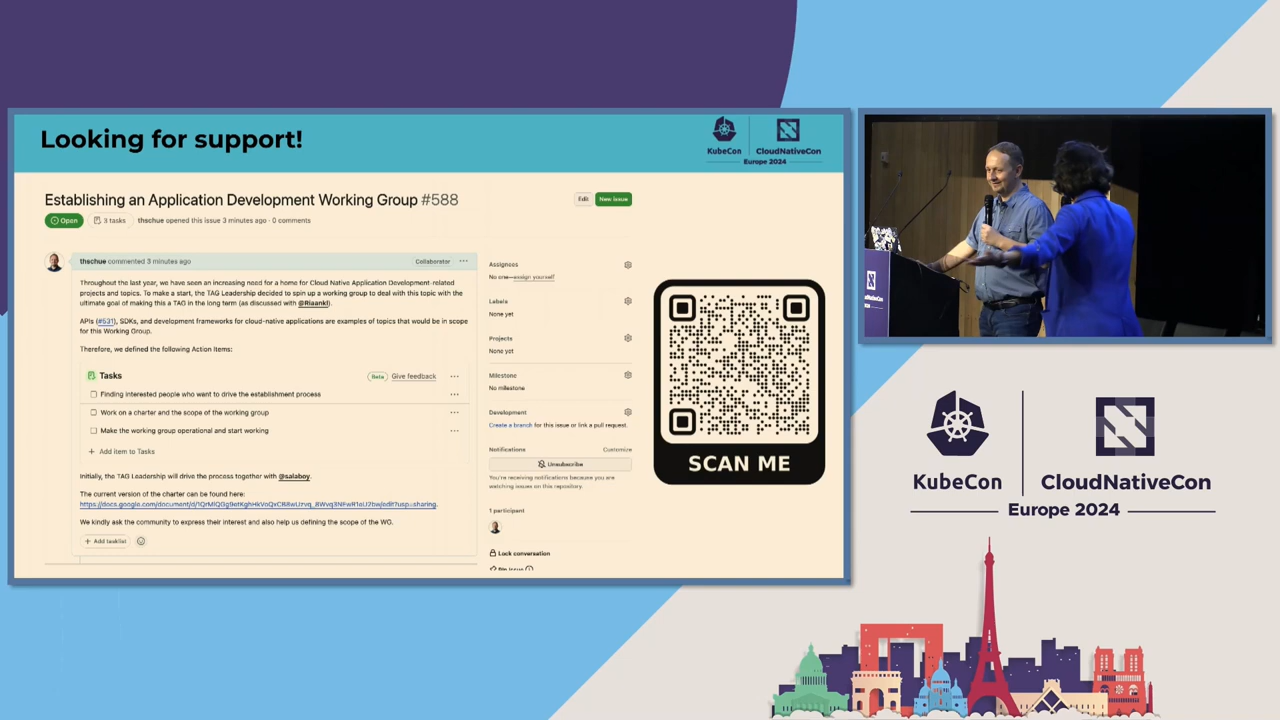 Looking for support!
KubeCon
CloudNativeCon
Europe 2024
Establishing an Application Development Working Group #588
Edit
New issue
Open
3 tasks
thschue opened this issue 3 minutes ago · 0 comments
thschue commented 3 minutes ago
Collaborator
Throughout the last year, we have seen an increasing need for a home for Cloud Native Application Development-related
projects and topics. To make a start, the TAG Leadership decided to spin up a working group to deal with this topic with the
ultimate goal of making this a TAG in the long term (as discussed with @Riaankl).
APIs (#531), SDKs, and development frameworks for cloud-native applications are examples of topics that would be in scope
for this Working Group.
Therefore, we defined the following Action Items:
Tasks
Beta
Give feedback
Finding interested people who want to drive the establishment process
Work on a charter and the scope of the working group
Make the working group operational and start working
+ Add item to Tasks
Initially, the TAG Leadership will drive the process together with @salaboy.
The current version of the charter can be found here:
We kindly ask the community to express their interest and also help us defining the scope of the WG.
+ Add tasklist
Assignees
No one—assign yourself
Labels
None yet
Projects
None yet
Milestone
No milestone
Development
Create a branch for this issue or link a pull request.
Notifications
Customize
Unsubscribe
You're receiving notifications because you are
watching issues on this repository.
1 participant
Lock conversation
Pin issue
SCAN ME
KubeCon
CloudNativeCon
Europe 2024